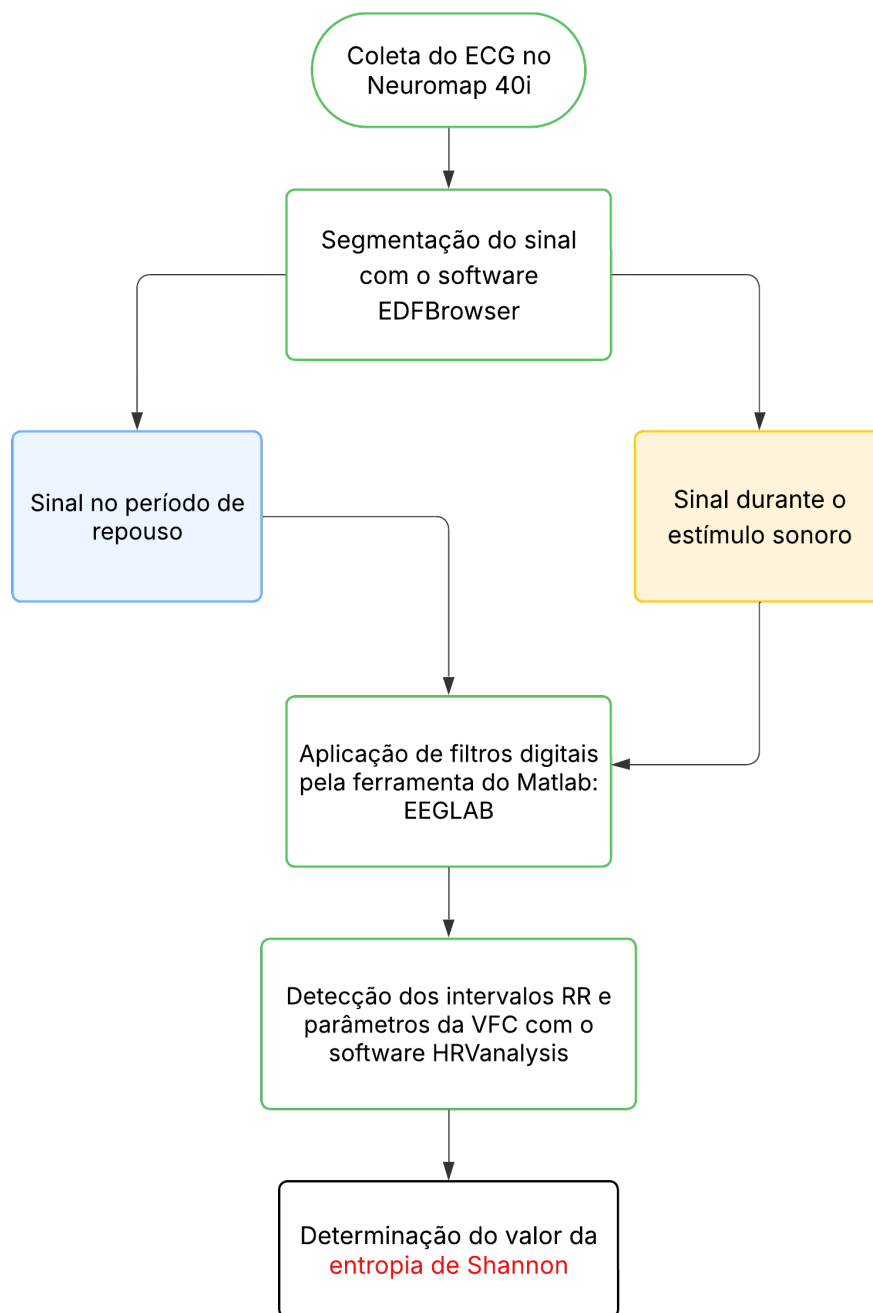 Coleta do ECG no
Neuromap 40i
Segmentação do sinal
com o software
EDFBrowser
Sinal no período de
repouso
Sinal durante o
estímulo sonoro
Aplicação de filtros digitais
pela ferramenta do Matlab:
EEGLAB
Detecção dos intervalos RR e
parâmetros da VFC com o
software HRVanalysis
Determinação do valor da
entropia de Shannon